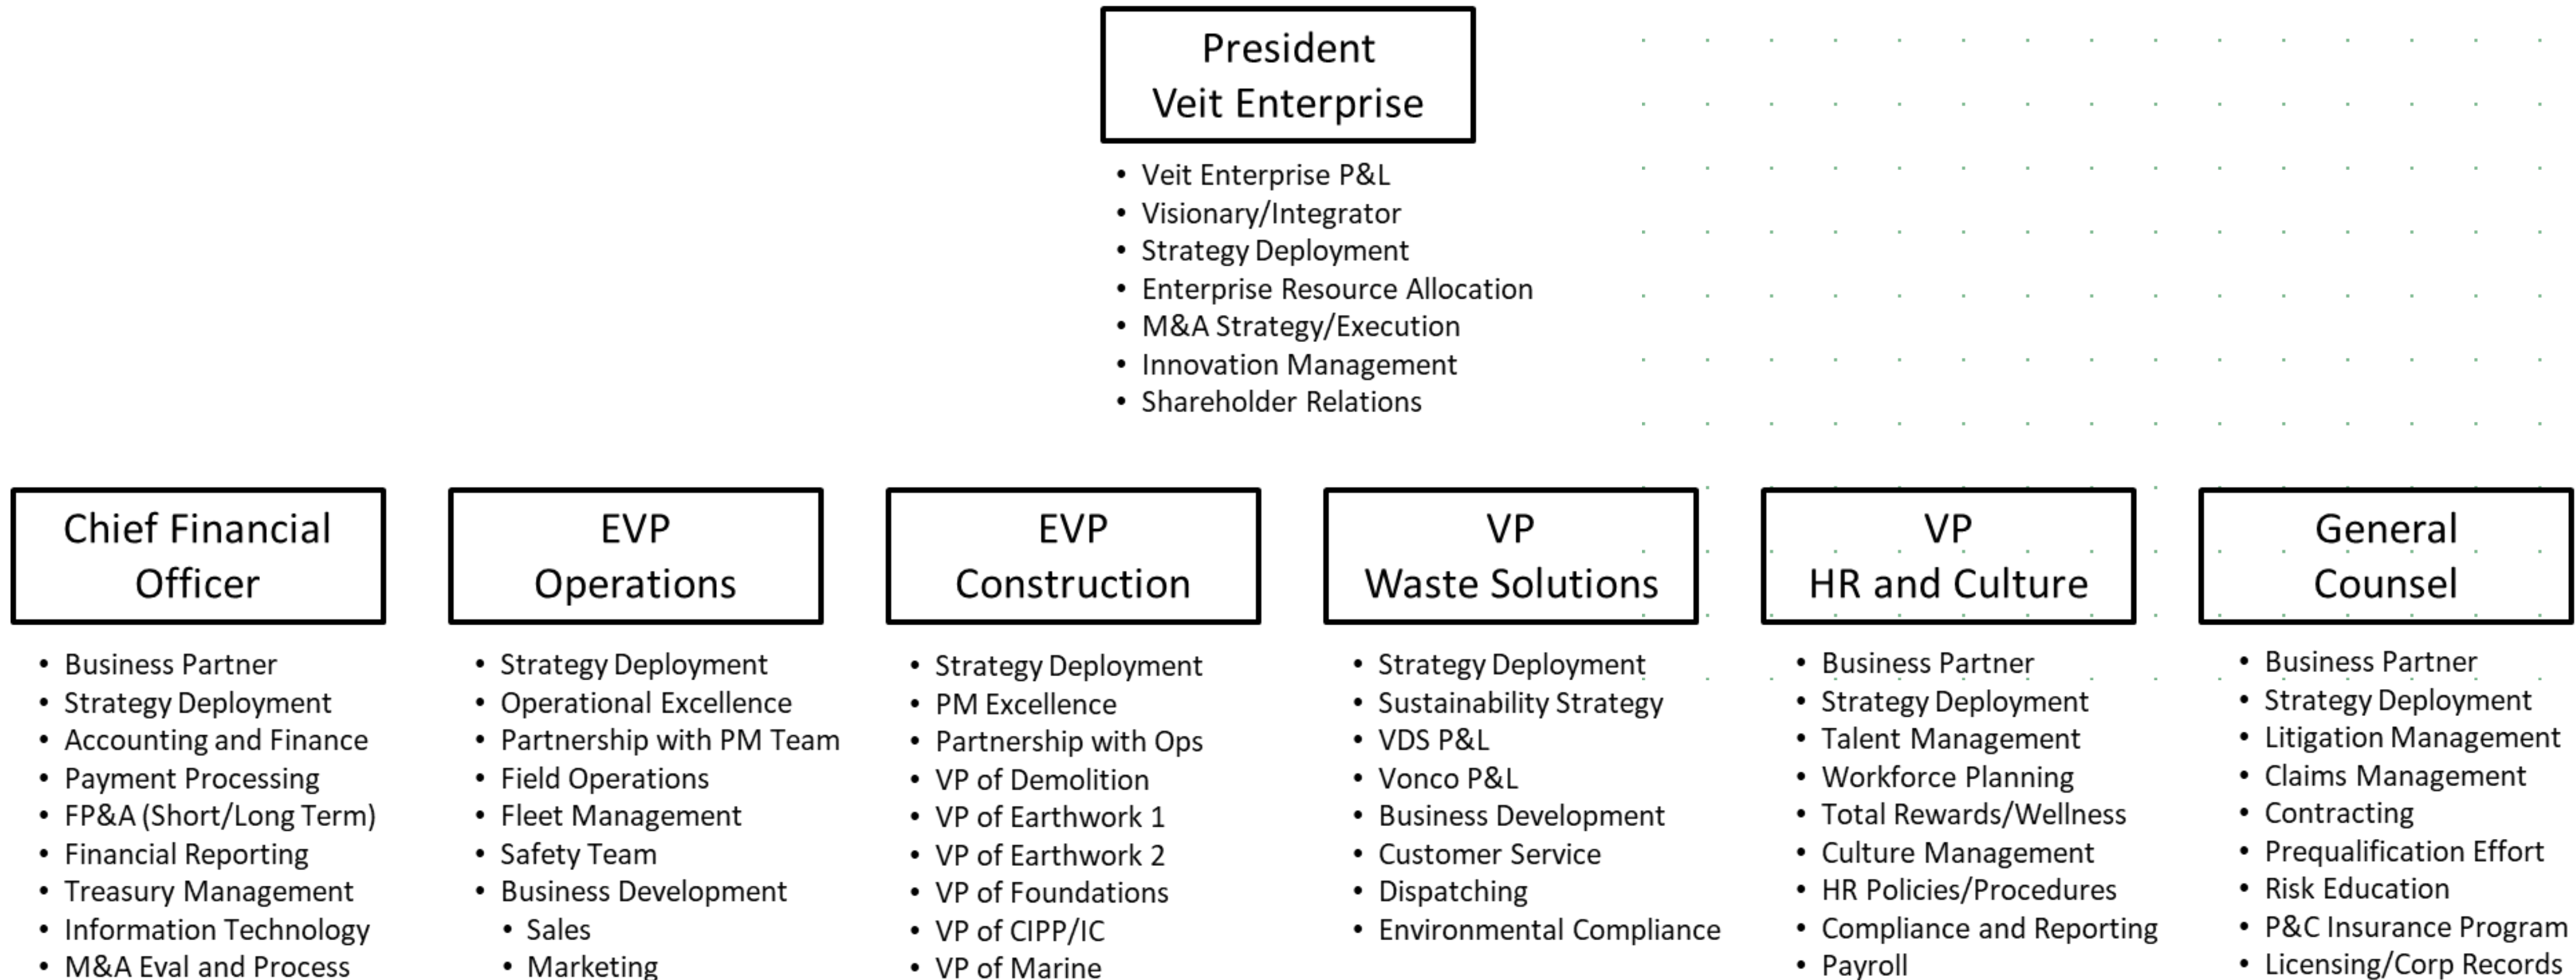 President
Veit Enterprise
• Veit Enterprise P&L
• Visionary/Integrator
• Strategy Deployment
• Enterprise Resource Allocation
• M&A Strategy/Execution
• Innovation Management
• Shareholder Relations
Chief Financial
Officer
• Business Partner
• Strategy Deployment
• Accounting and Finance
• Payment Processing
• FP&A (Short/Long Term)
• Financial Reporting
• Treasury Management
• Information Technology
• M&A Eval and Process
EVP
Operations
• Strategy Deployment
• Operational Excellence
• Partnership with PM Team
• Field Operations
• Fleet Management
• Safety Team
• Business Development
• Sales
• Marketing
EVP
Construction
• Strategy Deployment
• PM Excellence
• Partnership with Ops
• VP of Demolition
• VP of Earthwork 1
• VP of Earthwork 2
• VP of Foundations
• VP of CIPP/IC
• VP of Marine
VP
Waste Solutions
• Strategy Deployment
• Sustainability Strategy
• VDS P&L
• Vonco P&L
• Business Development
• Customer Service
• Dispatching
• Environmental Compliance
VP
HR and Culture
• Business Partner
• Strategy Deployment
• Talent Management
• Workforce Planning
• Total Rewards/Wellness
• Culture Management
• HR Policies/Procedures
• Compliance and Reporting
• Payroll
General
Counsel
• Business Partner
• Strategy Deployment
• Litigation Management
• Claims Management
• Contracting
• Prequalification Effort
• Risk Education
• P&C Insurance Program
• Licensing/Corp Records